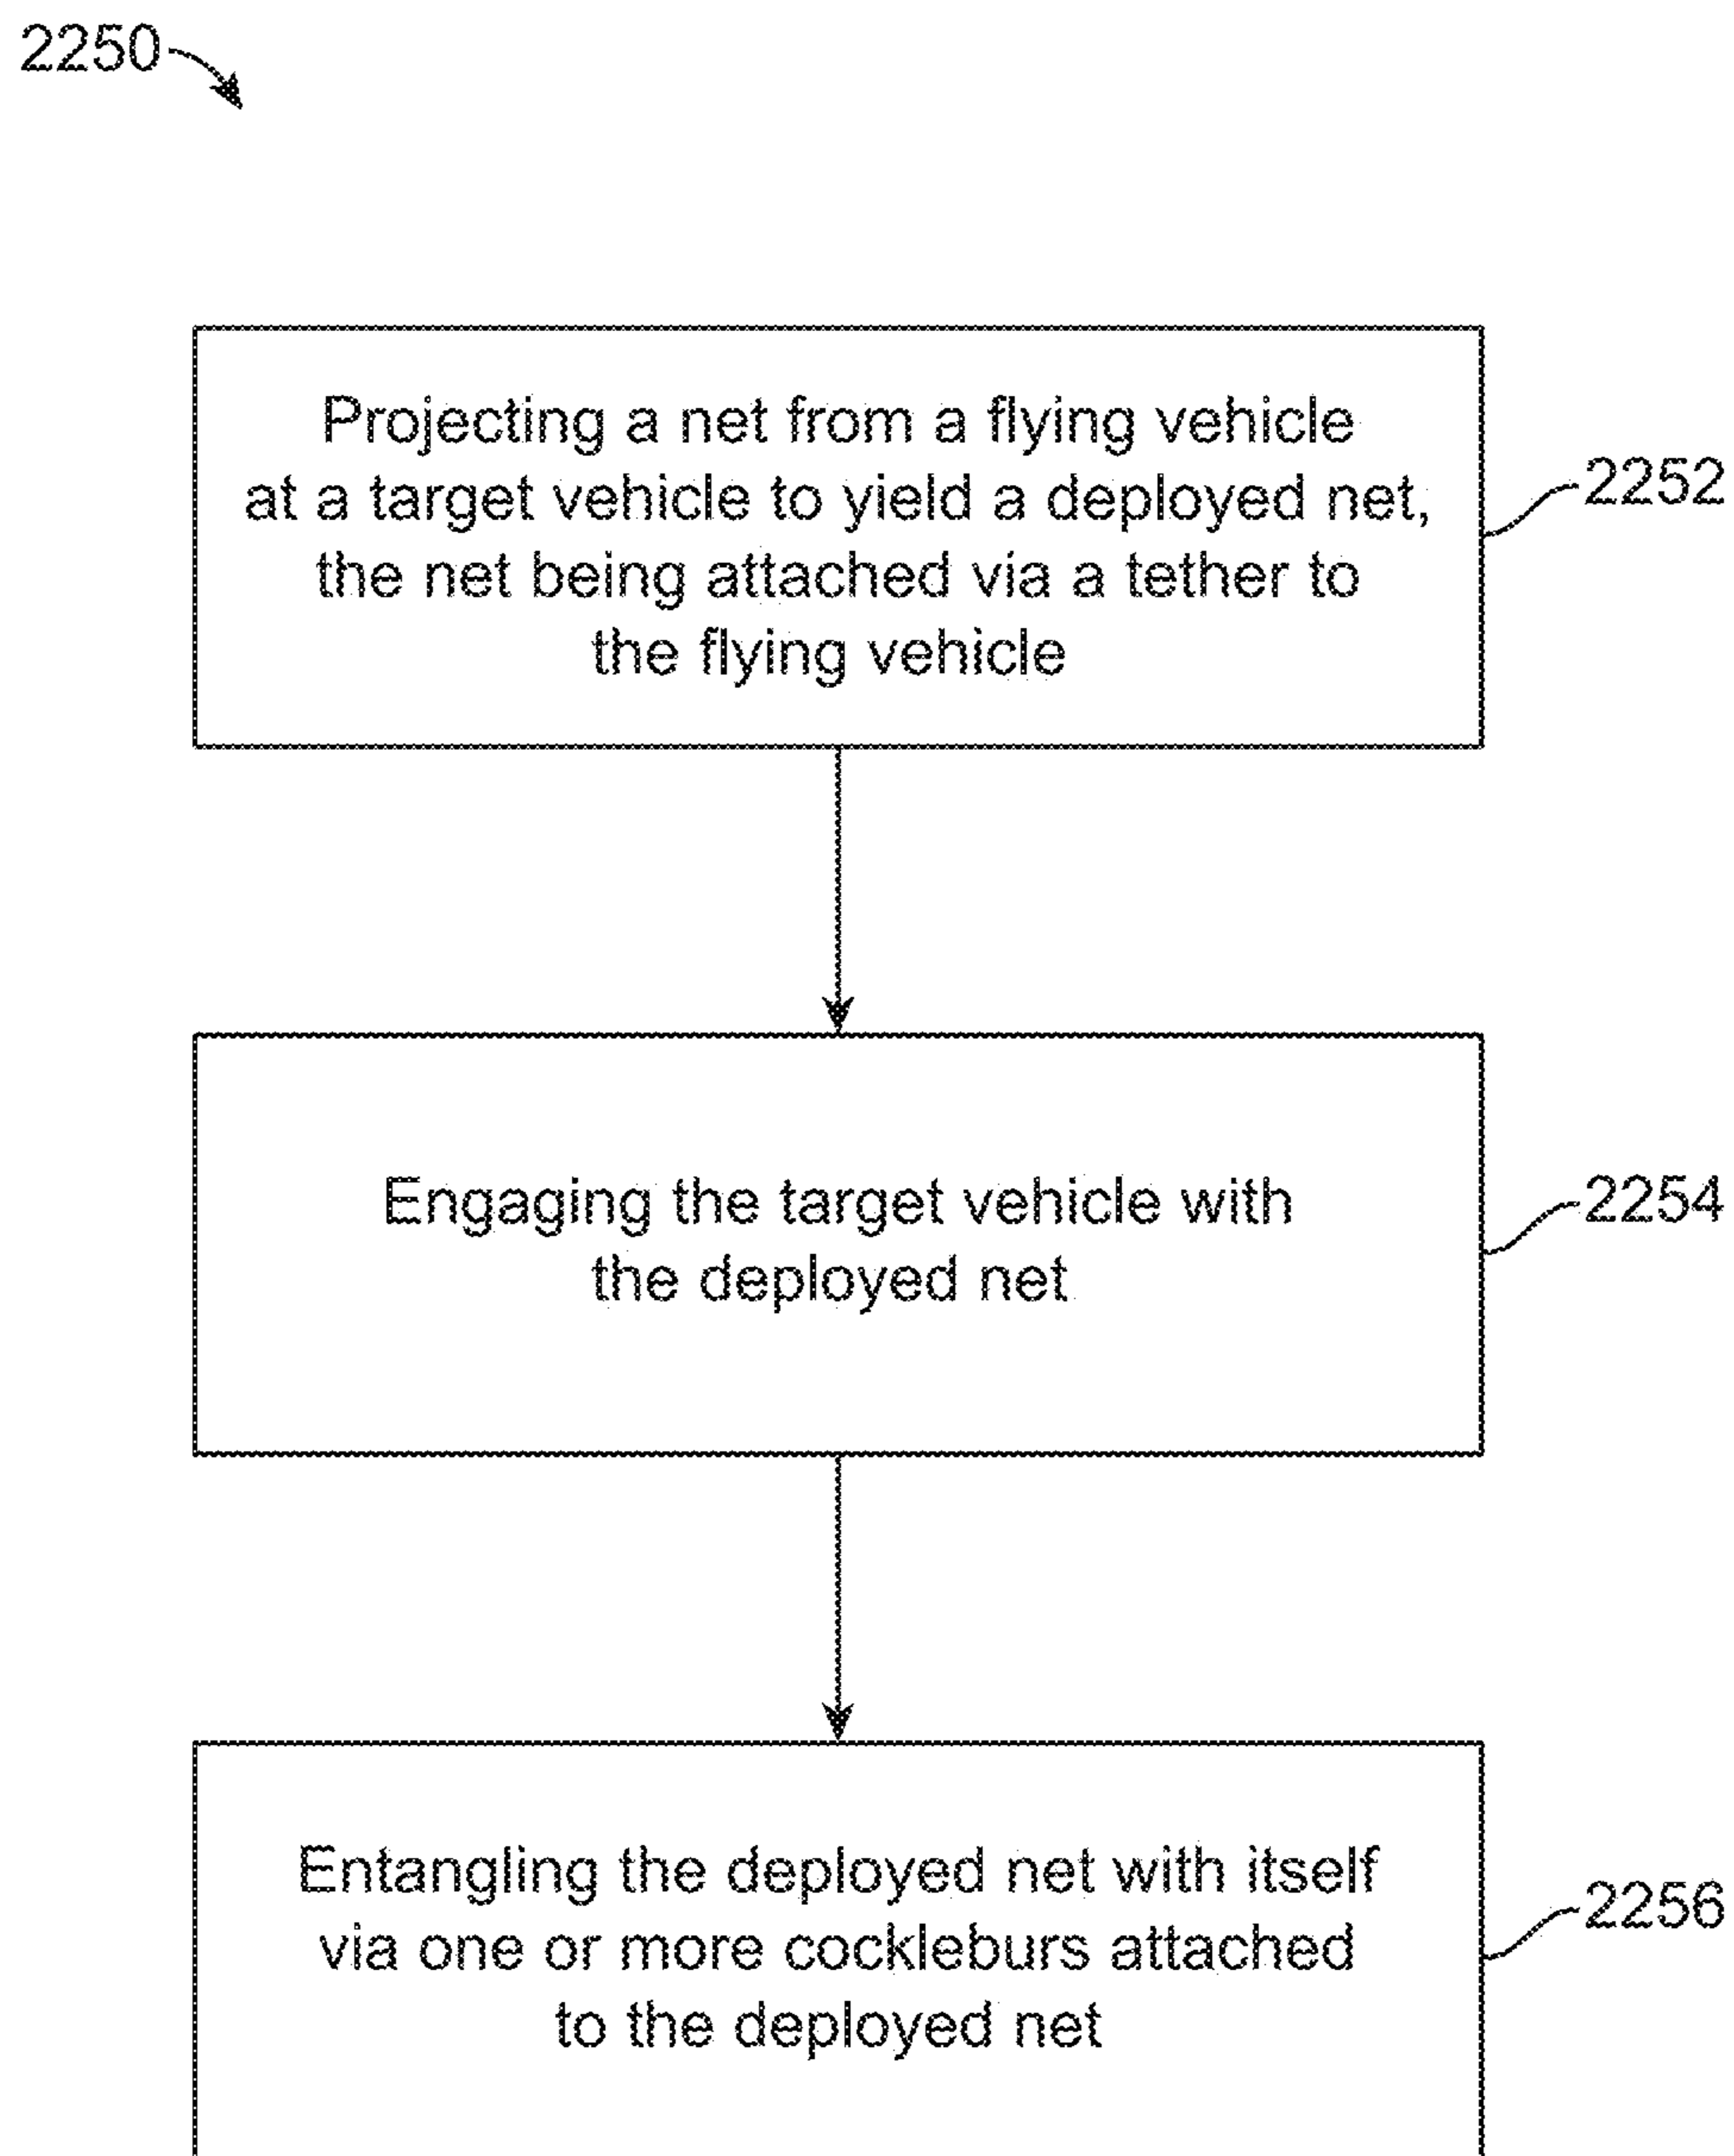 2250
Projecting a net from a flying vehicle
at a target vehicle to yield a deployed net,
the net being attached via a tether to
the flying vehicle
2252
Engaging the target vehicle with
the deployed net
2254
Entangling the deployed net with itself
via one or more cockleburs attached
to the deployed net
2256